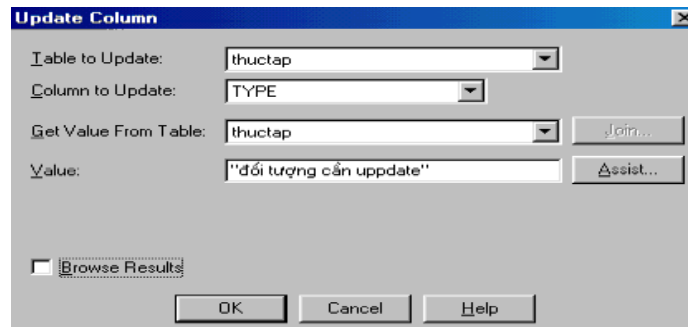 Update Column
Table to Update: thuctap
Column to Update: TYPE
Get Value From Table: thuctap Join...
Value: "đối tượng cần uppdate" Assist...
Browse Results
OK Cancel Help